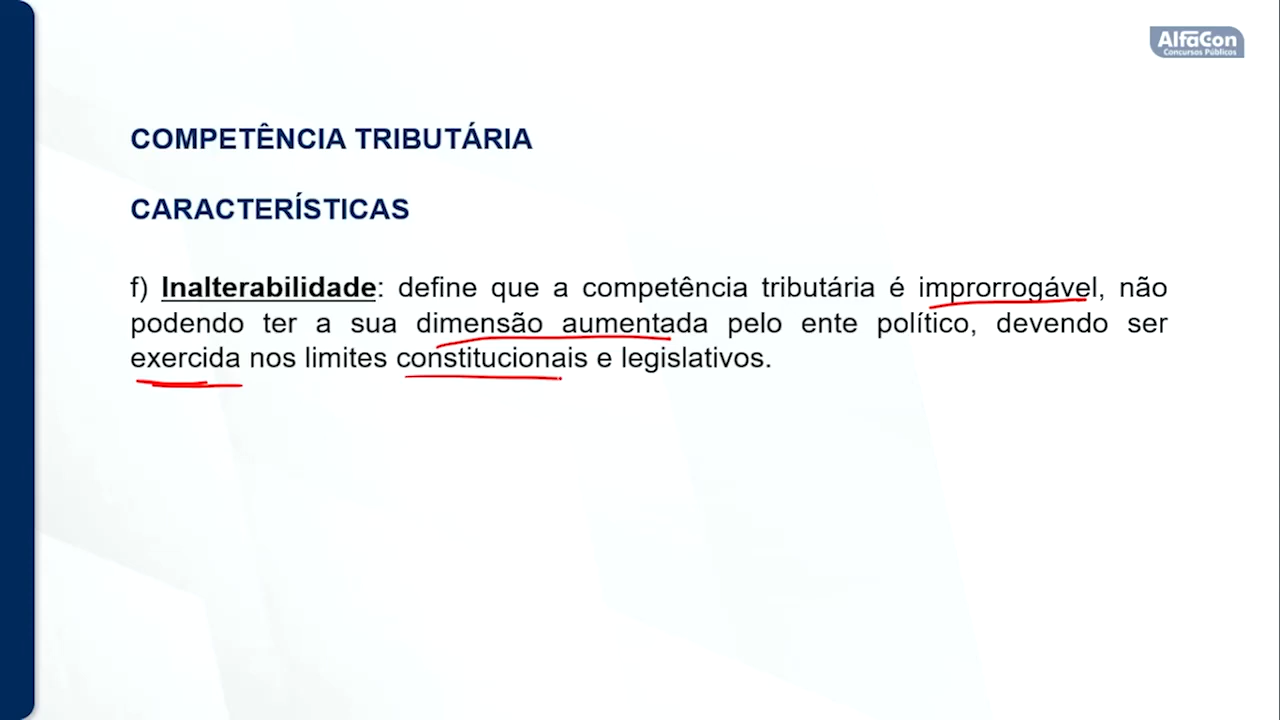 AlfaCon
Concursos Públicos
COMPETÊNCIA TRIBUTÁRIA
CARACTERÍSTICAS
f) Inalterabilidade: define que a competência tributária é improrrogável, não
podendo ter a sua dimensão aumentada pelo ente político, devendo ser
exercida nos limites constitucionais e legislativos.